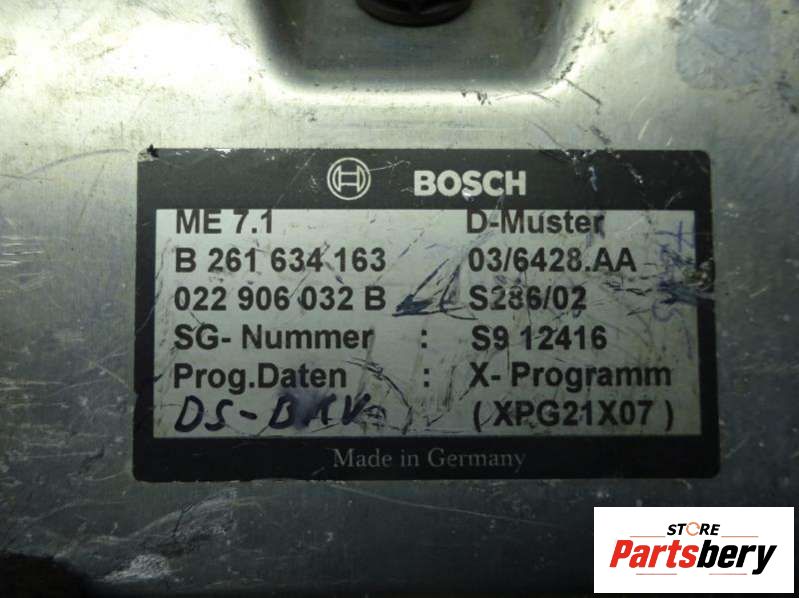 BOSCH
ME 7.1 D-Muster
B 261 634 163 03/6428.AA
022 906 032 B S286/02
SG- Nummer : S9 12416
Prog.Daten : X- Programm
DS-BKV ( XPG21X07 )
Made in Germany
STORE
Partsbery